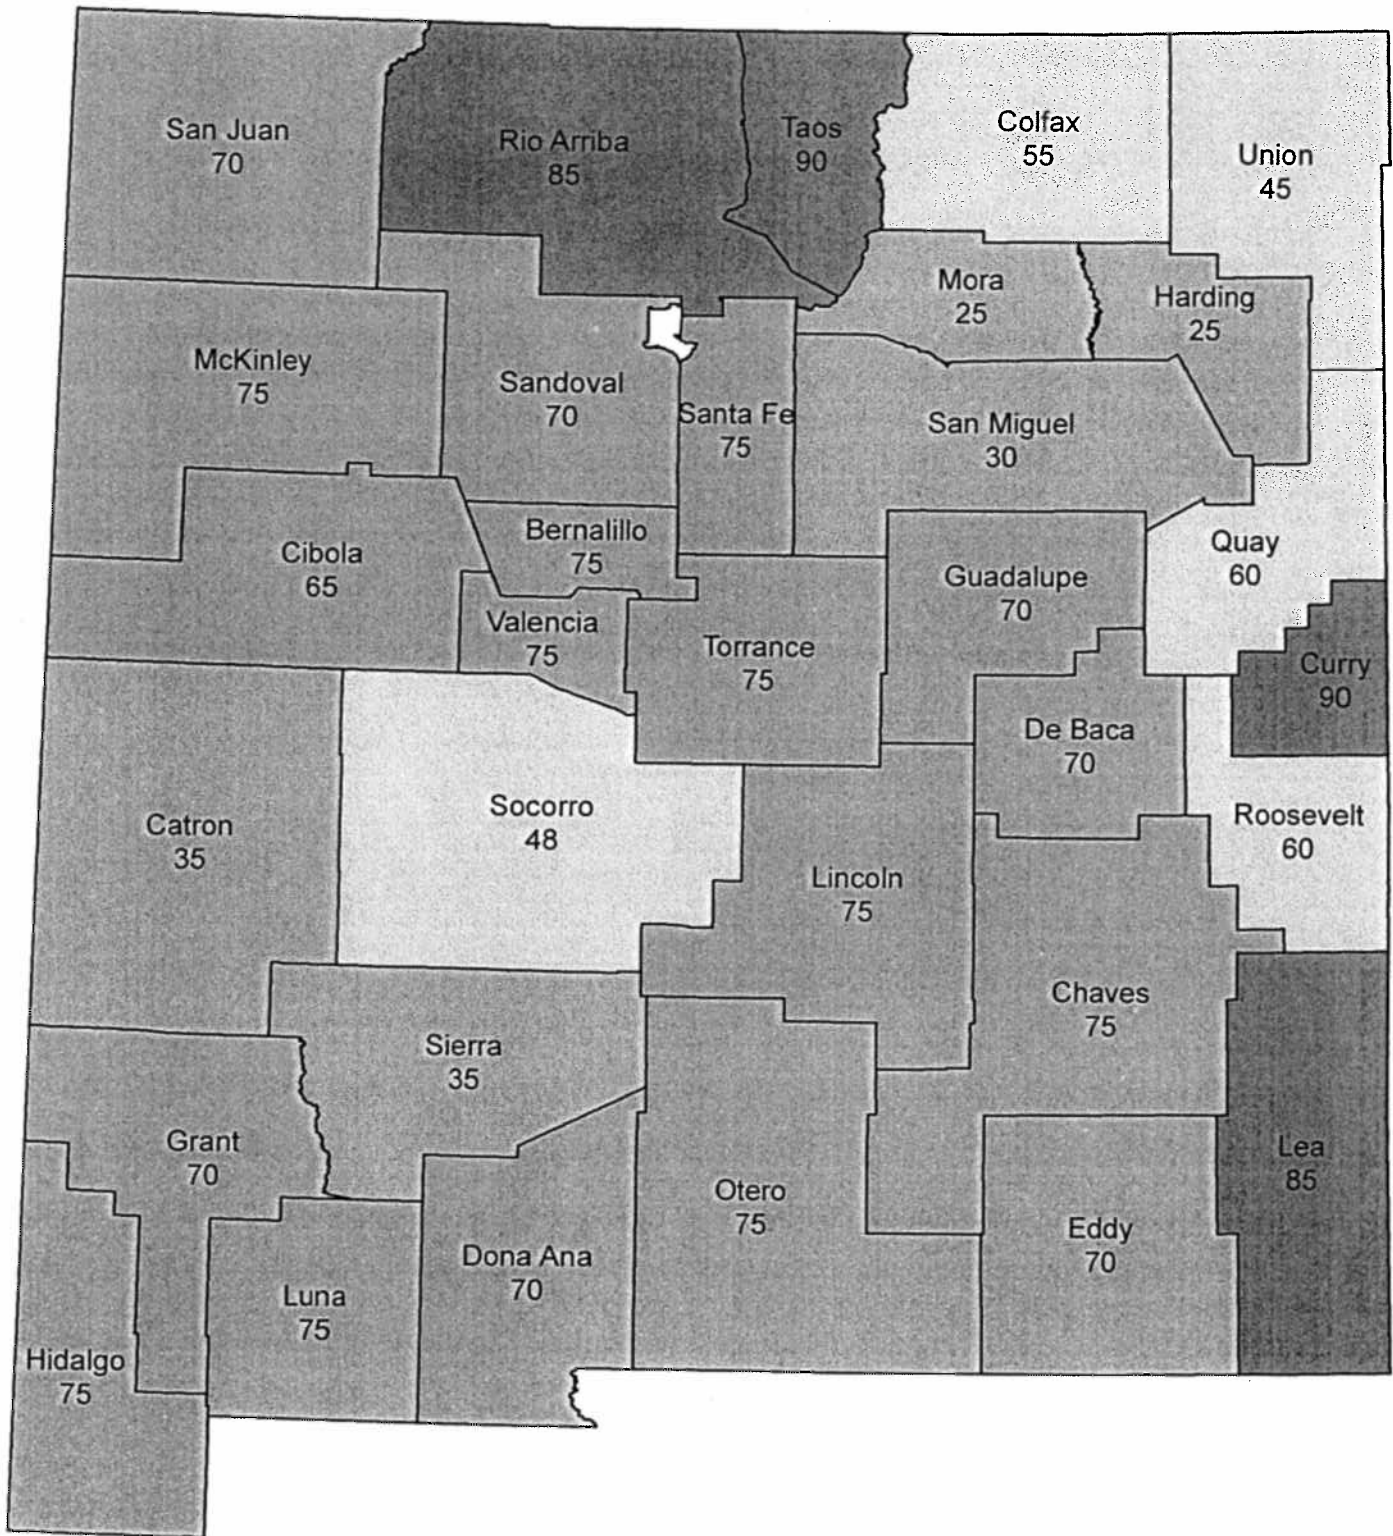 San Juan
70
Rio Arriba
85
Taos
90
Colfax
55
Union
45
Mora
25
Harding
25
McKinley
75
Sandoval
70
Santa Fe
75
San Miguel
30
Bernalillo
75
Cibola
65
Quay
60
Guadalupe
70
Valencia
75
Torrance
75
Curry
90
De Baca
70
Socorro
48
Catron
35
Roosevelt
60
Lincoln
75
Chaves
75
Sierra
35
Grant
70
Lea
85
Otero
75
Eddy
70
Dona Ana
70
Luna
75
Hidalgo
75